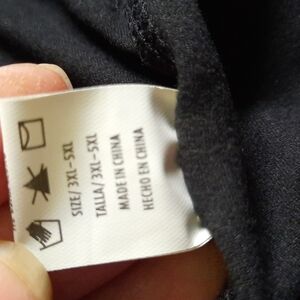 SIZE/ 3XL-5XL
TALLA/ 3XL-5XL
MADE IN CHINA
HECHO EN CHINA